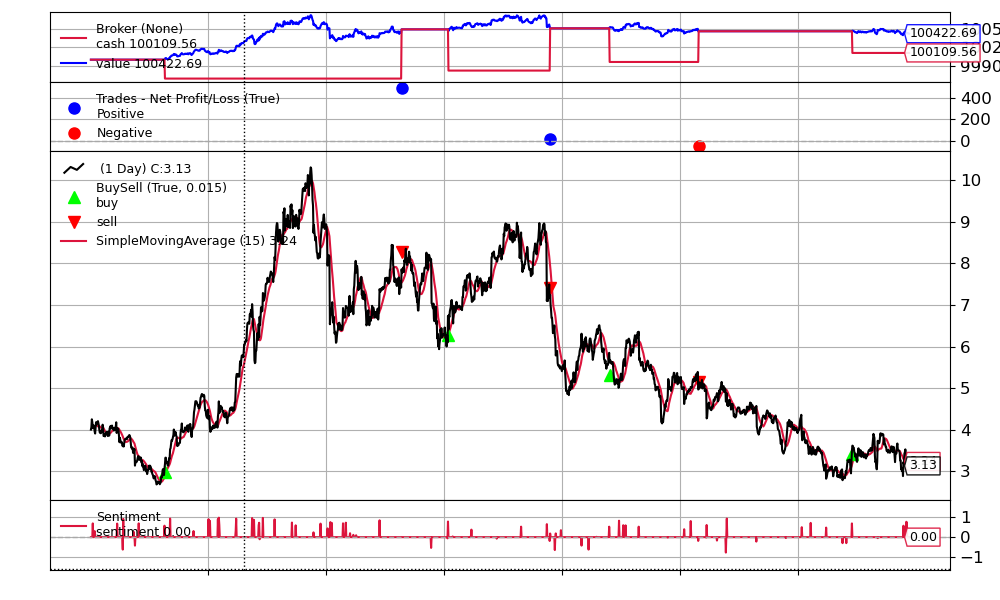 Broker (None)
cash 100109.56
value 100422.69
100422.69
100109.56
9990
Trades - Net Profit/Loss (True)
Positive
Negative
400
200
0
(1 Day) C:3.13
BuySell (True, 0.015)
buy
sell
SimpleMovingAverage (15) 3.24
10
9
8
7
6
5
4
3
3.13
Sentiment
sentiment 0.00
1
0
−1
0.00